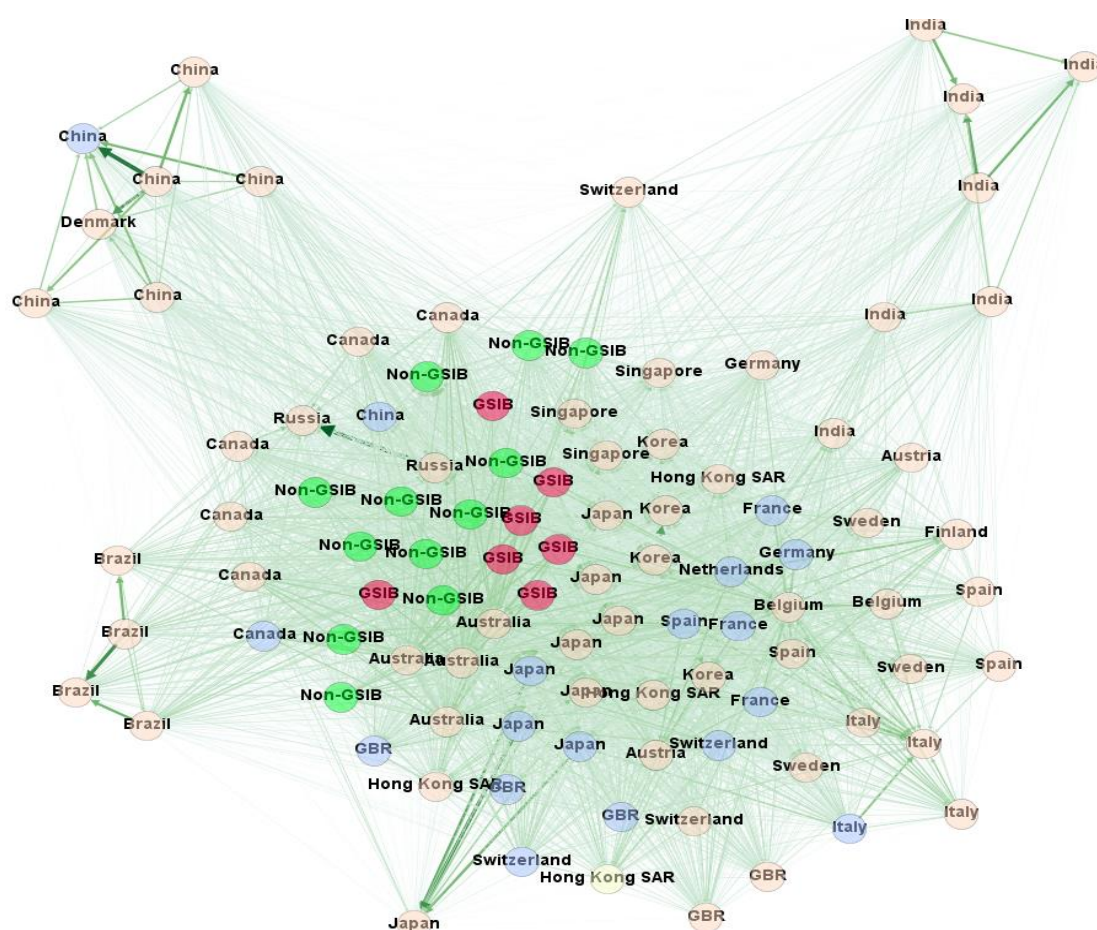 India
India
China
India
China
China
China
India
Switzerland
Denmark
China
China
India
India
Canada
Canada
Non-GSIB
Non-GSIB
Germany
Singapore
Non-GSIB
GSIB
Singapore
China
Russia
India
Korea
Canada
Singapore
Austria
Non-GSIB
Russia
Hong Kong SAR
GSIB
Non-GSIB
Non-GSIB
Korea
France
Non-GSIB
Japan
Canada
GSIB
Sweden
Finland
Non-GSIB
GSIB
Germany
Non-GSIB
Brazil
GSIB
Korea
Netherlands
Canada
Japan
Spain
GSIB
GSIB
Non-GSIB
Belgium
Belgium
Japan
Spain
Australia
France
Brazil
Canada
Non-GSIB
Japan
Spain
Australia
Australia
Spain
Sweden
Japan
Korea
Brazil
Non-GSIB
Japan
Hong Kong SAR
France
Brazil
Australia
Japan
Italy
Italy
Switzerland
GBR
Japan
Austria
Sweden
Hong Kong SAR
GBR
Italy
GBR
Switzerland
Italy
Switzerland
Hong Kong SAR
GBR
GBR
Japan